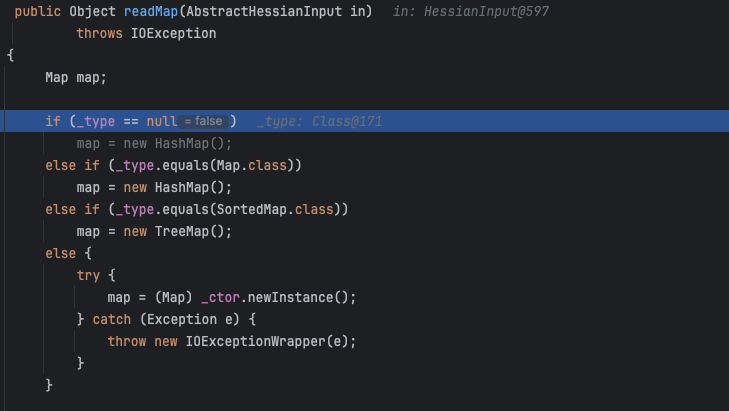 public Object readMap(AbstractHessianInput in)   in: HessianInput@597
        throws IOException
{
    Map map;
    if (_type == null = false )   _type: Class@171
        map = new HashMap();
    else if (_type.equals(Map.class))
        map = new HashMap();
    else if (_type.equals(SortedMap.class))
        map = new TreeMap();
    else {
        try {
            map = (Map) _ctor.newInstance();
        } catch (Exception e) {
            throw new IOExceptionWrapper(e);
        }
    }